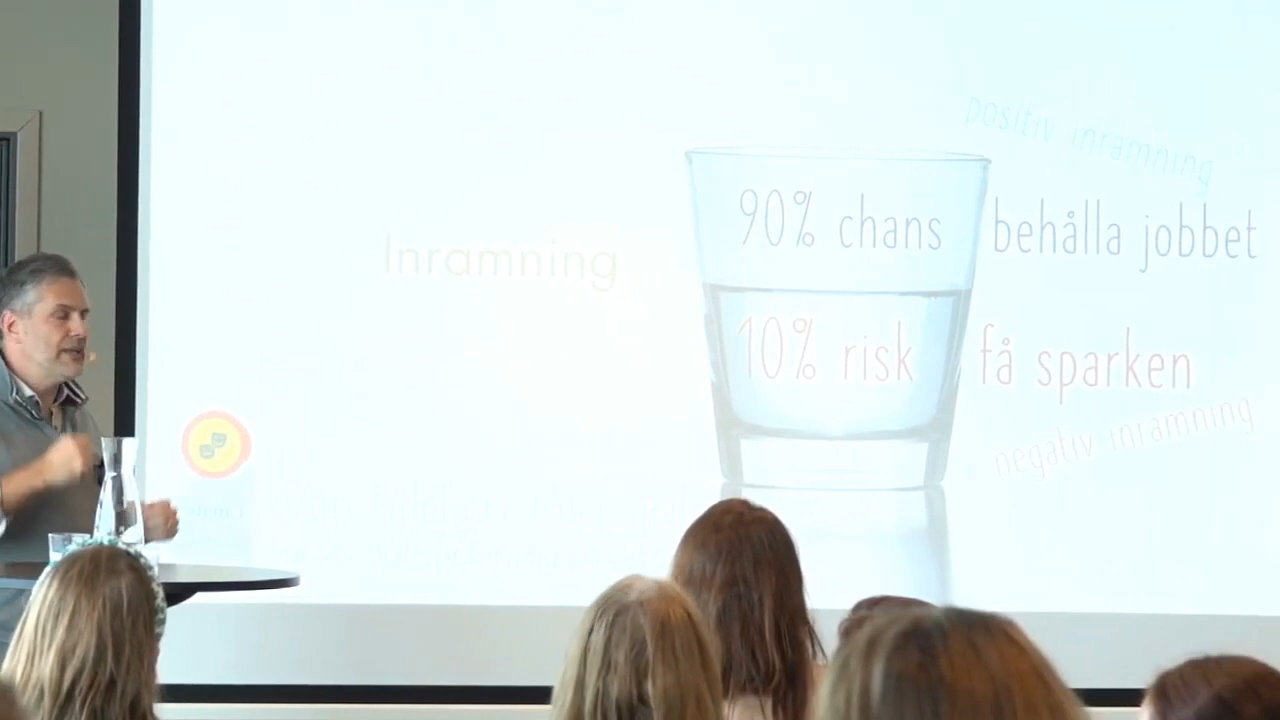 positiv inramning
90% chans behålla jobbet
Inramning
10% risk få sparken
negativ inramning